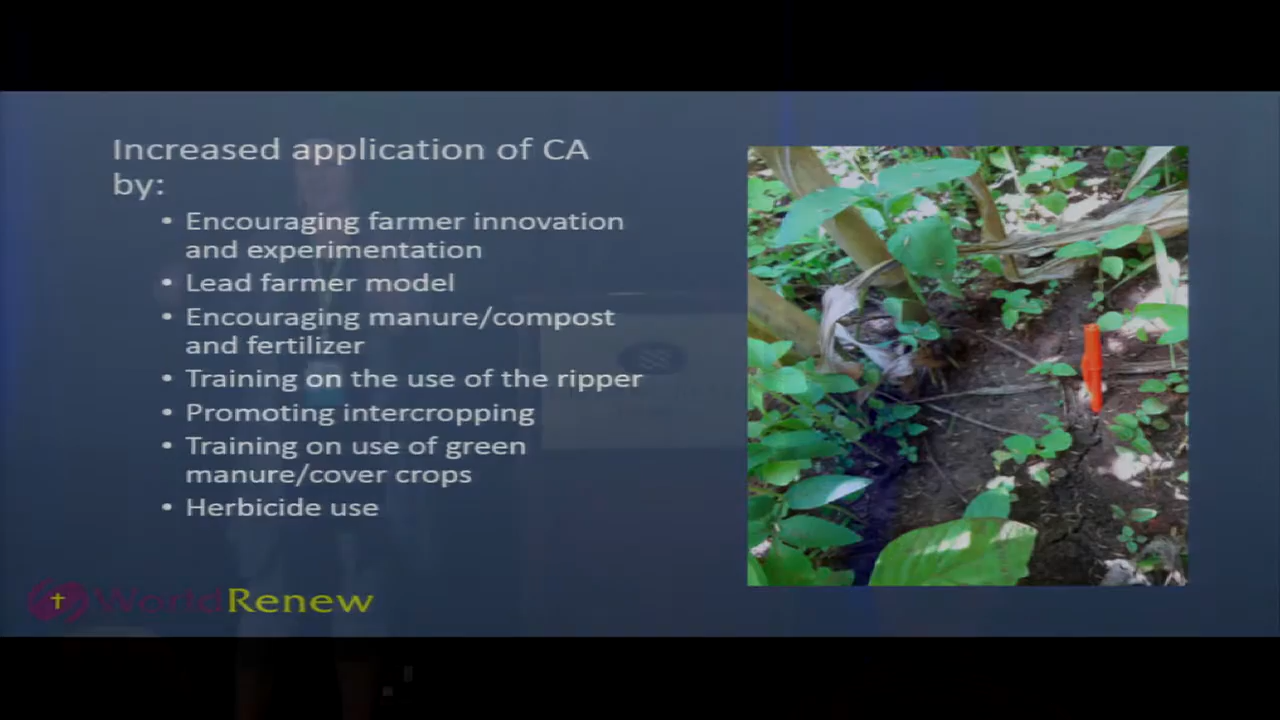 Increased application of CA
by:
• Encouraging farmer innovation
and experimentation
• Lead farmer model
• Encouraging manure/compost
and fertilizer
• Training on the use of the ripper
• Promoting intercropping
• Training on use of green
manure/cover crops
• Herbicide use
WorldRenew